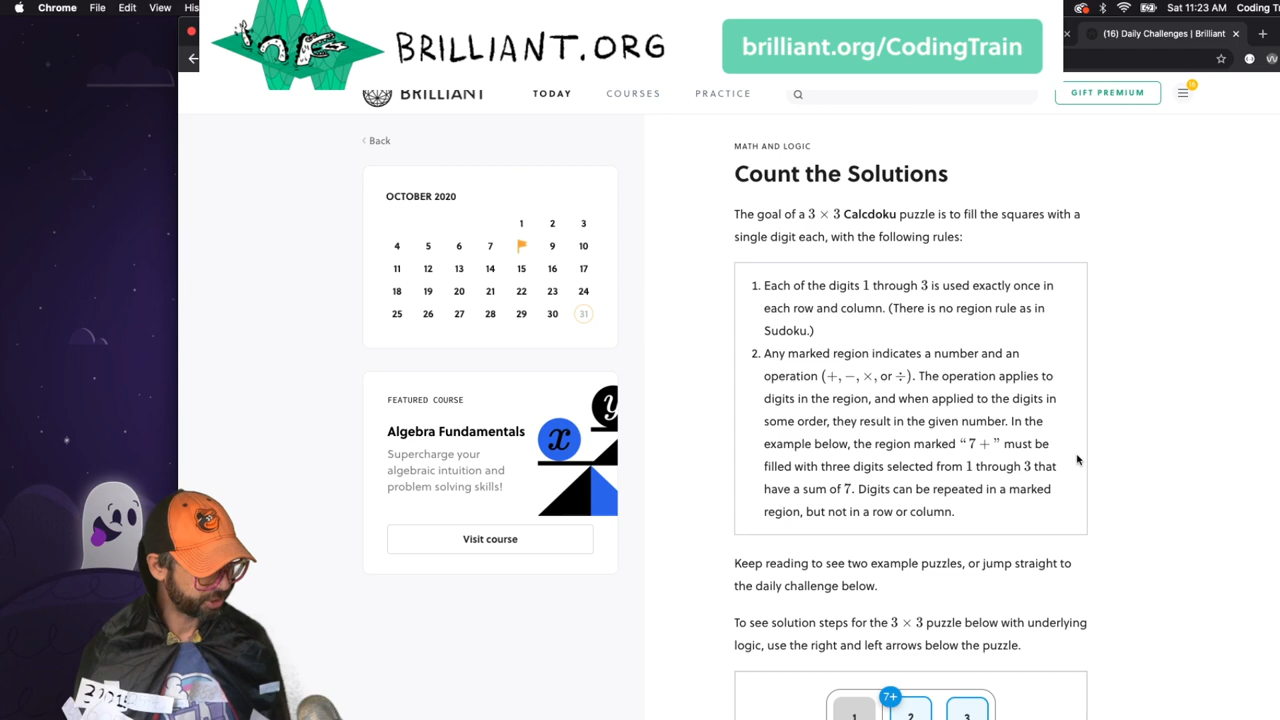 Chrome File Edit View His
Sat 11:23 AM Coding Tr
(16) Daily Challenges | Brilliant
BRILLIANT.ORG
brilliant.org/CodingTrain
BRILLIANT
TODAY COURSES PRACTICE
GIFT PREMIUM
16
Back
OCTOBER 2020
1 2 3
4 5 6 7 9 10
11 12 13 14 15 16 17
18 19 20 21 22 23 24
25 26 27 28 29 30 31
FEATURED COURSE
Algebra Fundamentals
Supercharge your
algebraic intuition and
problem solving skills!
x
y
Visit course
MATH AND LOGIC
Count the Solutions
The goal of a 3 × 3 Calcdoku puzzle is to fill the squares with a
single digit each, with the following rules:
1. Each of the digits 1 through 3 is used exactly once in
each row and column. (There is no region rule as in
Sudoku.)
2. Any marked region indicates a number and an
operation (+, −, ×, or ÷). The operation applies to
digits in the region, and when applied to the digits in
some order, they result in the given number. In the
example below, the region marked “7 + ” must be
filled with three digits selected from 1 through 3 that
have a sum of 7. Digits can be repeated in a marked
region, but not in a row or column.
Keep reading to see two example puzzles, or jump straight to
the daily challenge below.
To see solution steps for the 3 × 3 puzzle below with underlying
logic, use the right and left arrows below the puzzle.
7+
1 2 3